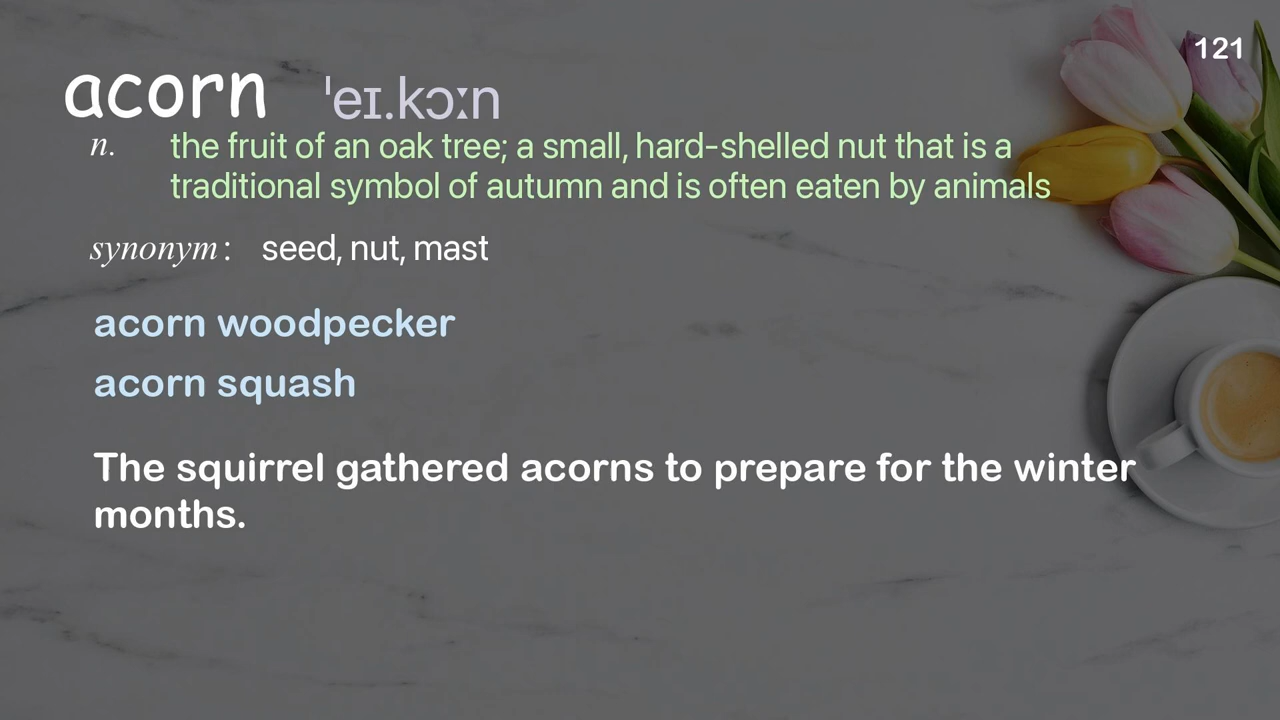 121
acorn ˈeɪ.kɔːn
n. the fruit of an oak tree; a small, hard-shelled nut that is a
traditional symbol of autumn and is often eaten by animals
synonym: seed, nut, mast
acorn woodpecker
acorn squash
The squirrel gathered acorns to prepare for the winter
months.